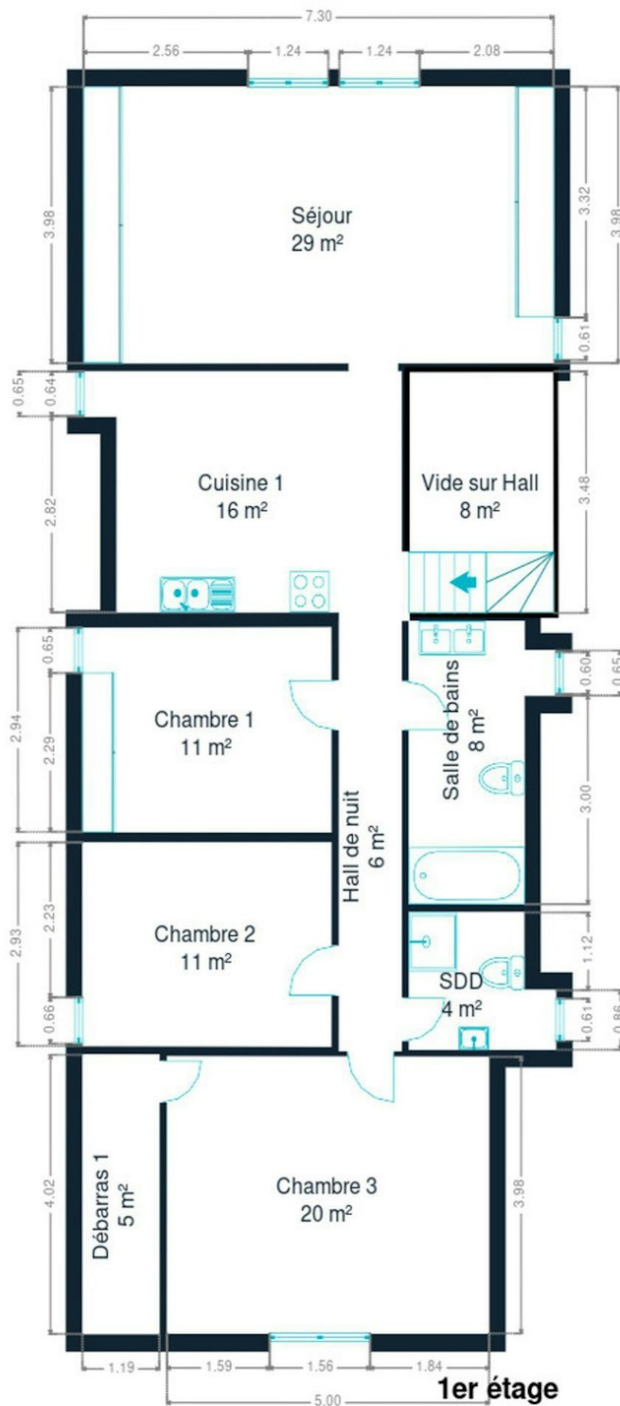 7.30
2.56 1.24 1.24 2.08
3.98
3.32
3.98
Séjour
29 m²
0.61
0.65
0.64
2.82
Cuisine 1
16 m²
Vide sur Hall
8 m²
3.48
0.65
2.94
2.29
Chambre 1
11 m²
Salle de bains
8 m²
0.60
0.65
3.00
Hall de nuit
6 m²
2.93
2.23
0.66
Chambre 2
11 m²
SDD
4 m²
1.12
0.61
0.86
4.02
Débarras 1
5 m²
Chambre 3
20 m²
3.98
1.19 1.59 1.56 1.84
5.00
1er étage